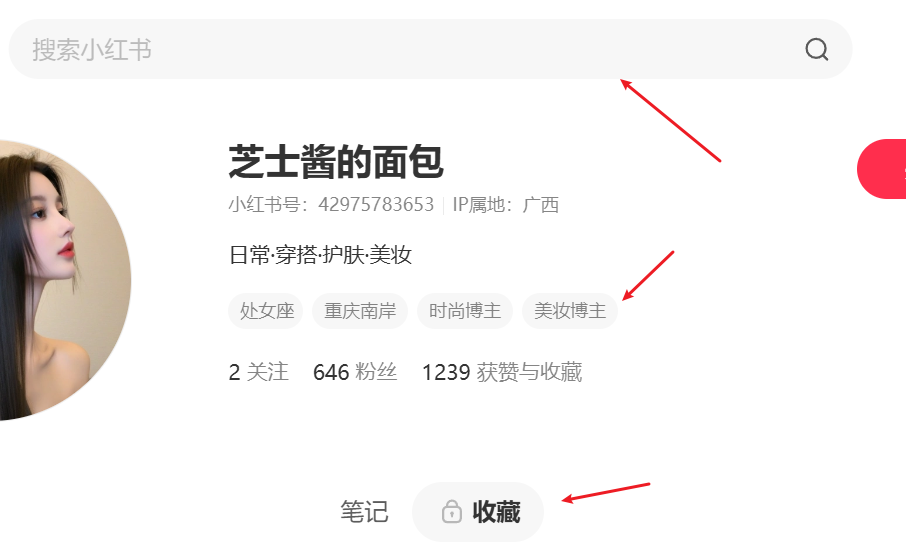 搜索小红书
芝士酱的面包
小红书号：42975783653 IP属地：广西
日常·穿搭·护肤·美妆
处女座 重庆南岸 时尚博主 美妆博主
2 关注 646 粉丝 1239 获赞与收藏
笔记 收藏